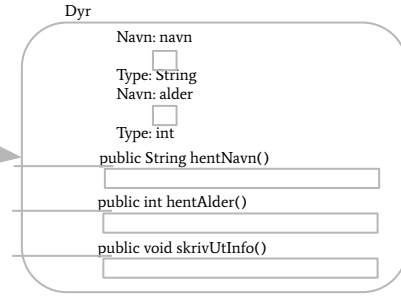 Dyr
Navn: navn
Type: String
Navn: alder
Type: int
public String hentNavn()
public int hentAlder()
public void skrivUtInfo()